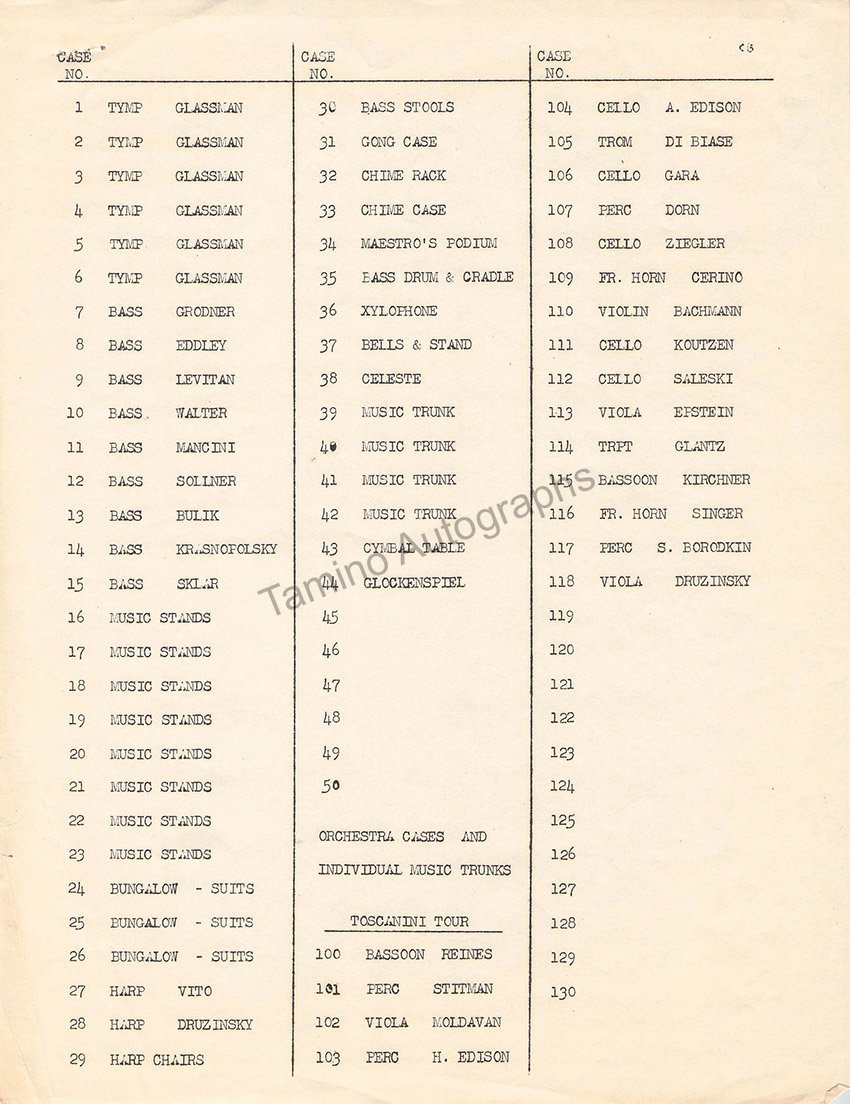 CASE
NO.
1 TYMP GLASSMAN
2 TYMP GLASSMAN
3 TYMP GLASSMAN
4 TYMP GLASSMAN
5 TYMP GLASSMAN
6 TYMP GLASSMAN
7 BASS GRODNER
8 BASS EDDLEY
9 BASS LEVITAN
10 BASS. WALTER
11 BASS MANCINI
12 BASS SOLLNER
13 BASS BULIK
14 BASS KRASNOPOLSKY
15 BASS SKLAR
16 MUSIC STANDS
17 MUSIC STANDS
18 MUSIC STANDS
19 MUSIC STANDS
20 MUSIC STANDS
21 MUSIC STANDS
22 MUSIC STANDS
23 MUSIC STANDS
24 BUNGALOW - SUITS
25 BUNGALOW - SUITS
26 BUNGALOW - SUITS
27 HARP VITO
28 HARP DRUZINSKY
29 HARP CHAIRS
CASE
NO.
30 BASS STOOLS
31 GONG CASE
32 CHIME RACK
33 CHIME CASE
34 MAESTRO'S PODIUM
35 BASS DRUM & CRADLE
36 XYLOPHONE
37 BELLS & STAND
38 CELESTE
39 MUSIC TRUNK
40 MUSIC TRUNK
41 MUSIC TRUNK
42 MUSIC TRUNK
43 CYMBAL TABLE
44 GLOCKENSPIEL
45
46
47
48
49
50
ORCHESTRA CASES AND
INDIVIDUAL MUSIC TRUNKS
TOSCANINI TOUR
100 BASSOON REINES
101 PERC STITMAN
102 VIOLA MOLDAVAN
103 PERC H. EDISON
CASE
NO.
104 CELLO A. EDISON
105 TROM DI BIASE
106 CELLO GARA
107 PERC DORN
108 CELLO ZIEGLER
109 FR. HORN CERINO
110 VIOLIN BACHMANN
111 CELLO KOUTZEN
112 CELLO SALESKI
113 VIOLA EPSTEIN
114 TRPT GLANTZ
115 BASSOON KIRCHNER
116 FR. HORN SINGER
117 PERC S. BORODKIN
118 VIOLA DRUZINSKY
119
120
121
122
123
124
125
126
127
128
129
130
Tamino Autographs